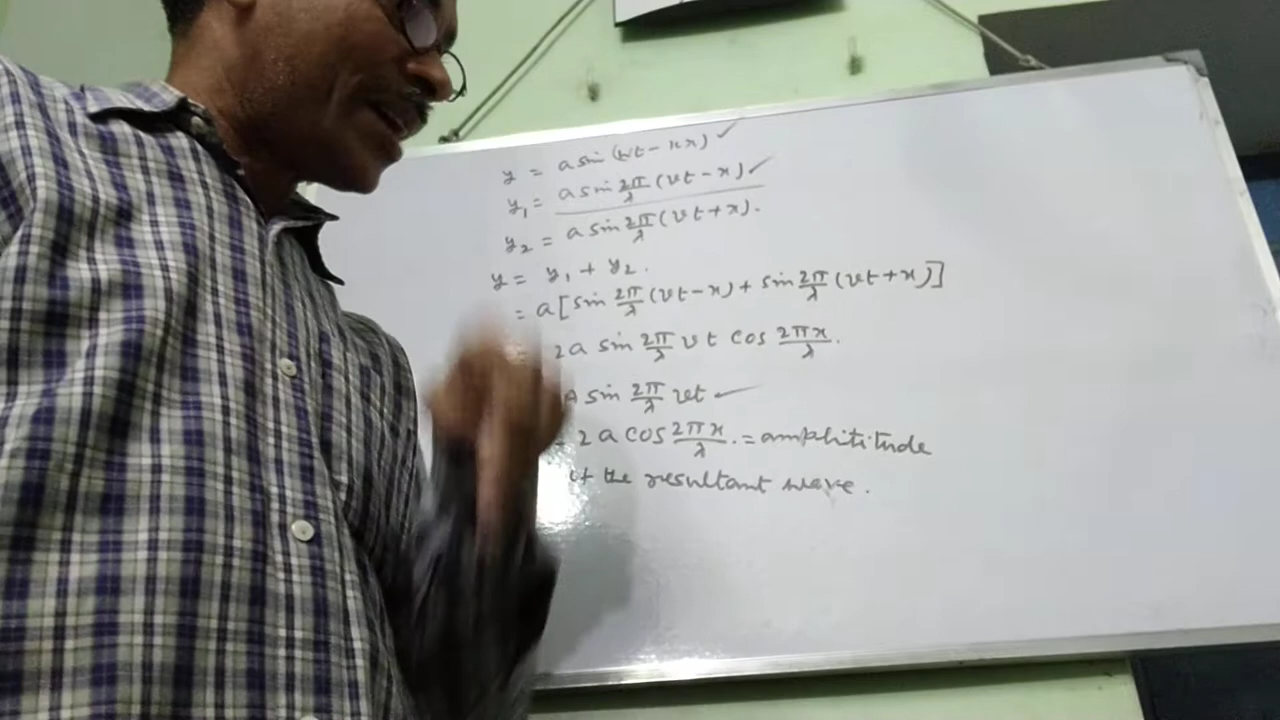 y = a sin (wt - kx) ✓
y₁ = a sin 2π/λ (vt - x) ✓
y₂ = a sin 2π/λ (vt + x).
y = y₁ + y₂.
= a [sin 2π/λ (vt - x) + sin 2π/λ (vt + x)]
= 2a sin 2π/λ vt cos 2πx/λ.
A sin 2π/λ vt ✓
= 2a cos 2πx/λ. = amplititude
of the resultant wave.